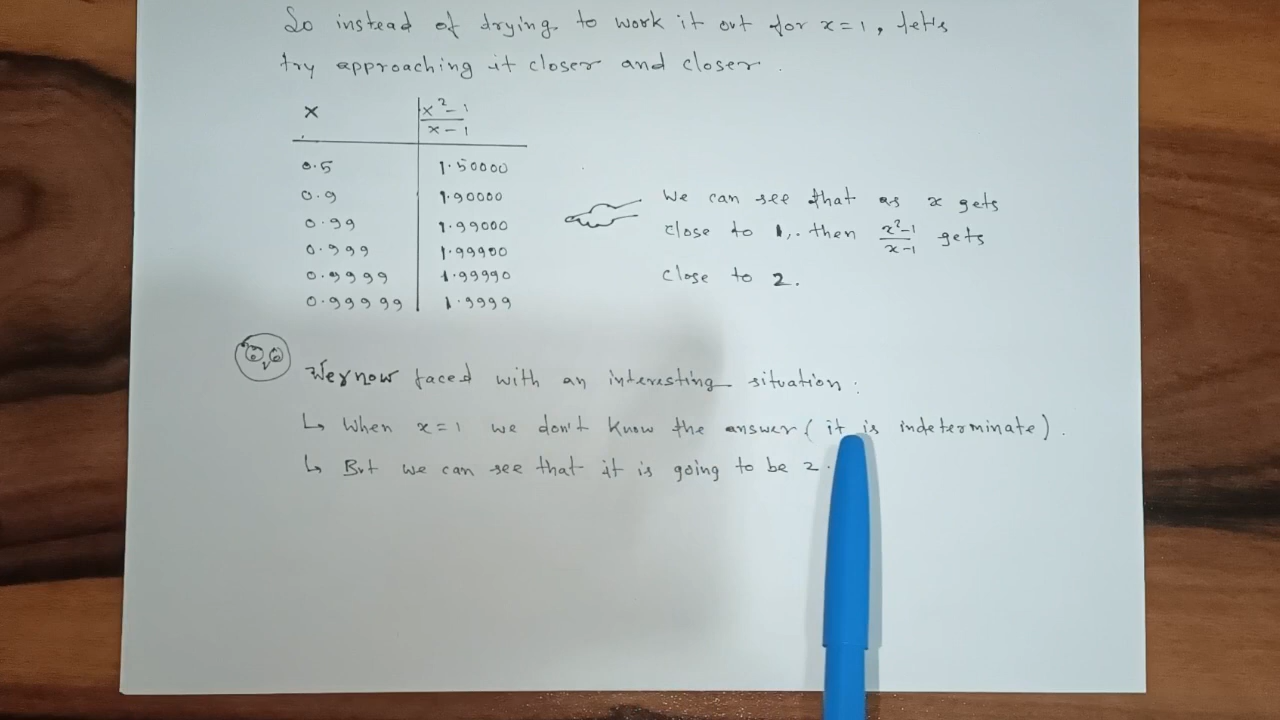 So instead of drying to work it out for x=1, let's
try approaching it closer and closer.
x x²-1/x-1
0.5 1.50000
0.9 1.90000
0.99 1.99000
0.999 1.99900
0.9999 1.99990
0.99999 1.9999
We can see that as x gets
close to 1,. then x²-1/x-1 gets
close to 2.
We now faced with an interesting situation:
↳ When x=1 we don't know the answer (it is indeterminate).
↳ But we can see that it is going to be 2.